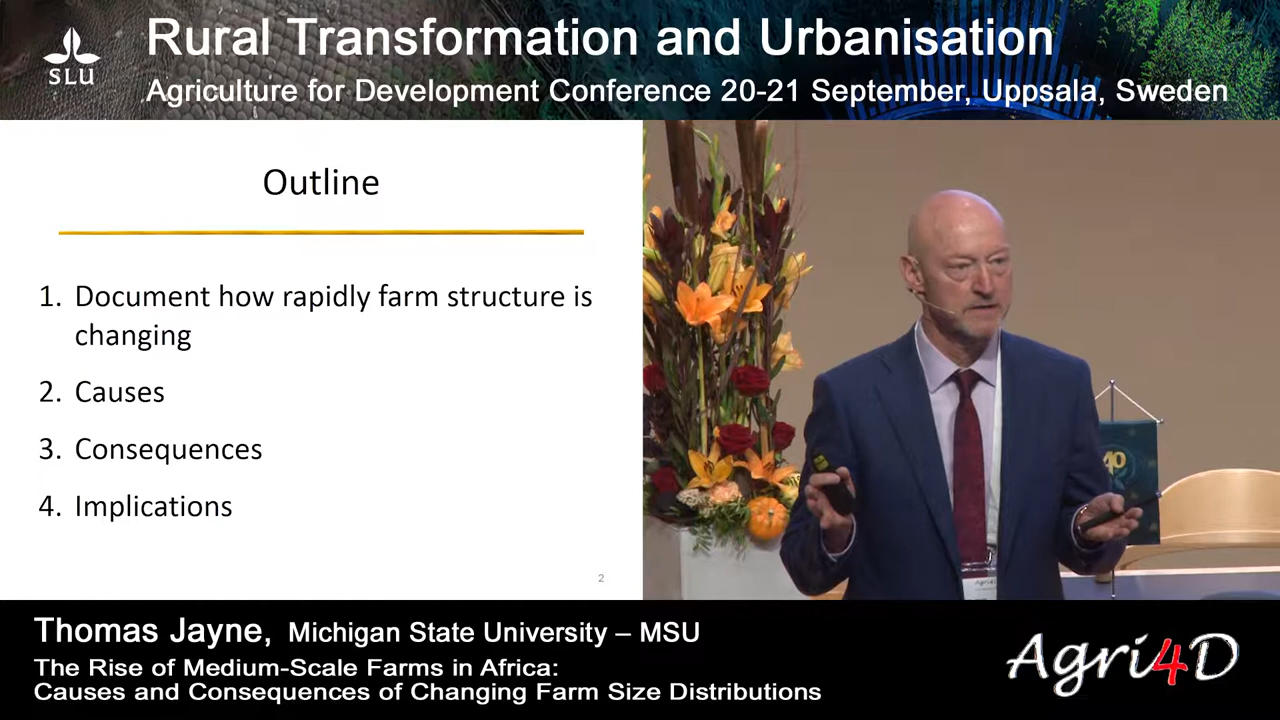 SLU
Rural Transformation and Urbanisation
Agriculture for Development Conference 20-21 September, Uppsala, Sweden
Outline
1. Document how rapidly farm structure is
changing
2. Causes
3. Consequences
4. Implications
2
40
Agri4D
Thomas Jayne, Michigan State University – MSU
The Rise of Medium-Scale Farms in Africa:
Causes and Consequences of Changing Farm Size Distributions
Agri4D